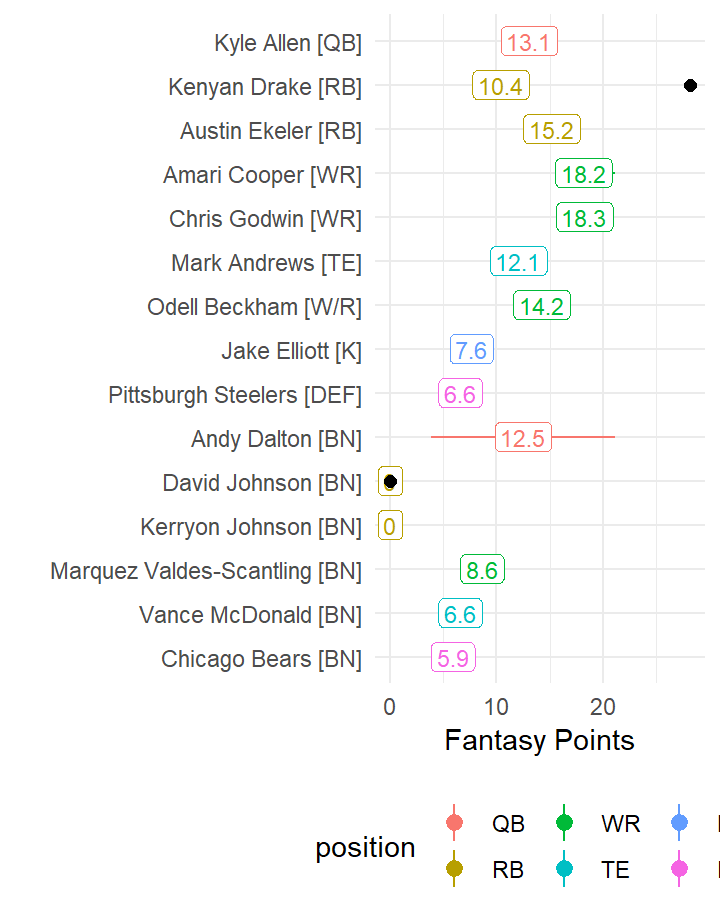 Kyle Allen [QB] 13.1
Kenyan Drake [RB] 10.4
Austin Ekeler [RB] 15.2
Amari Cooper [WR] 18.2
Chris Godwin [WR] 18.3
Mark Andrews [TE] 12.1
Odell Beckham [W/R] 14.2
Jake Elliott [K] 7.6
Pittsburgh Steelers [DEF] 6.6
Andy Dalton [BN] 12.5
David Johnson [BN]
Kerryon Johnson [BN] 0
Marquez Valdes-Scantling [BN] 8.6
Vance McDonald [BN] 6.6
Chicago Bears [BN] 5.9
0 10 20
Fantasy Points
position
QB WR
RB TE